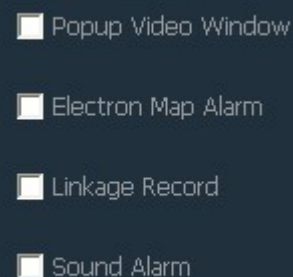 Popup Video Window
Electron Map Alarm
Linkage Record
Sound Alarm